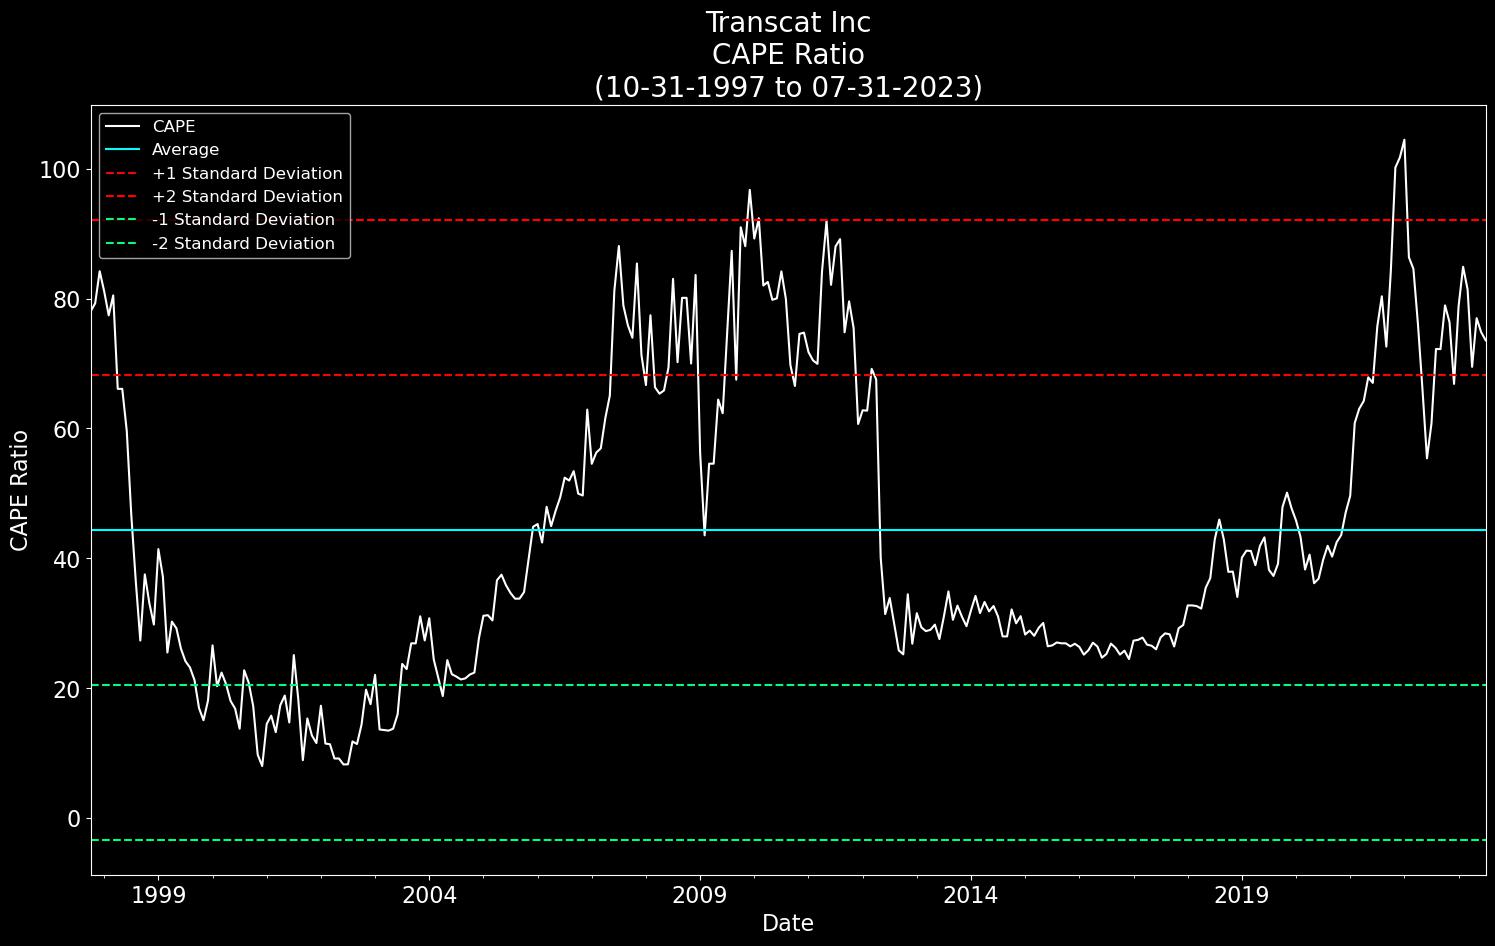 Transcat Inc
CAPE Ratio
(10-31-1997 to 07-31-2023)
CAPE
Average
+1 Standard Deviation
+2 Standard Deviation
-1 Standard Deviation
-2 Standard Deviation
100
80
60
40
20
0
CAPE Ratio
1999
2004
2009
2014
2019
Date